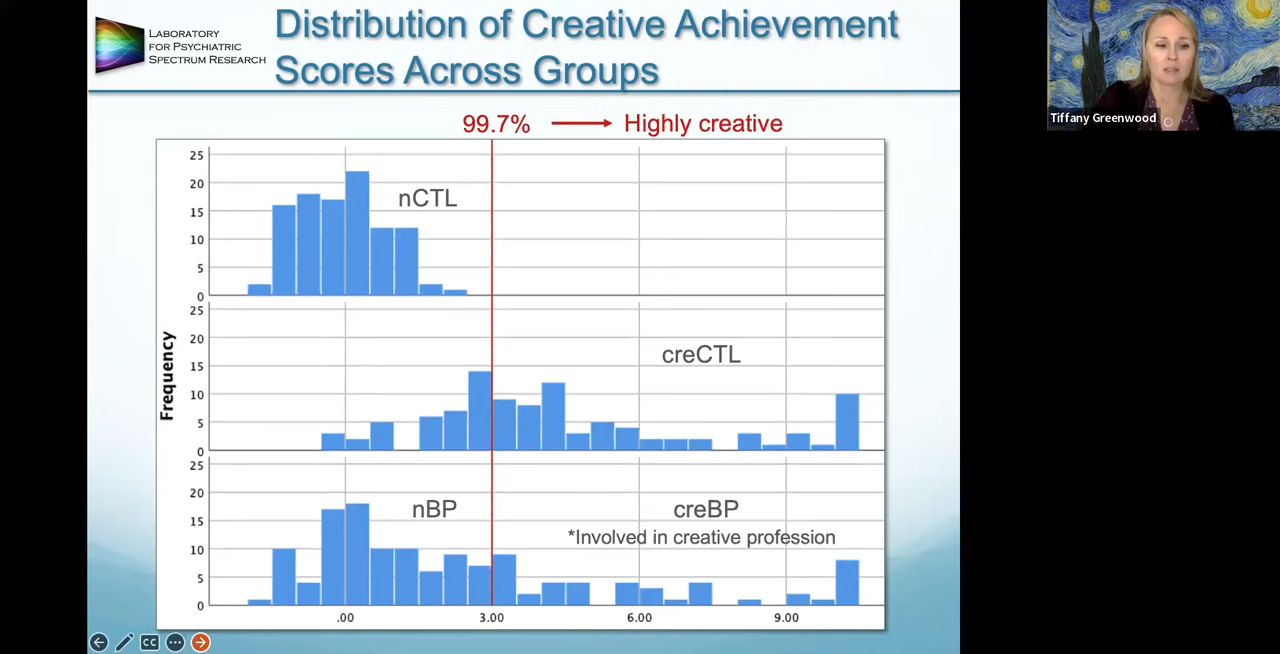 LABORATORY
FOR PSYCHIATRIC
SPECTRUM RESEARCH
Distribution of Creative Achievement
Scores Across Groups
Tiffany Greenwood
99.7%
Highly creative
25
20
15
10
5
0
nCTL
25
20
15
10
5
0
creCTL
Frequency
25
20
15
10
5
0
nBP
creBP
*Involved in creative profession
.00
3.00
6.00
9.00
CC